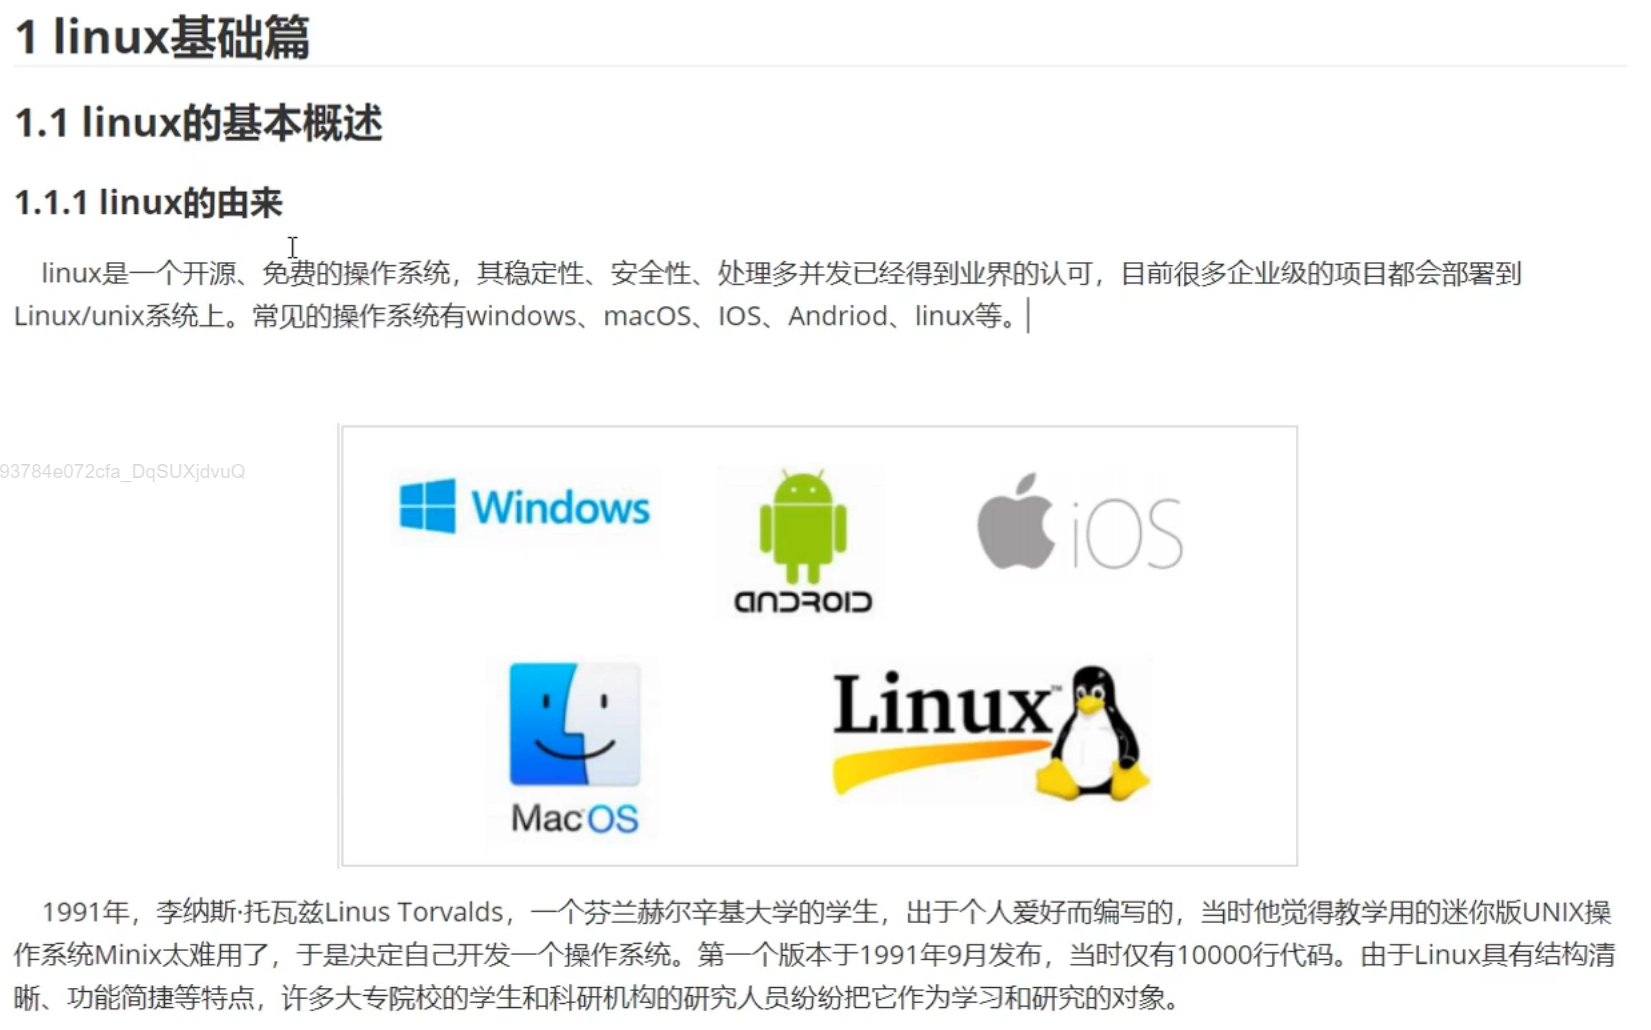 1 linux基础篇
1.1 linux的基本概述
1.1.1 linux的由来
linux是一个开源、免费的操作系统，其稳定性、安全性、处理多并发已经得到业界的认可，目前很多企业级的项目都会部署到
Linux/unix系统上。常见的操作系统有windows、macOS、IOS、Andriod、linux等。
93784e072cfa_DqSUXjdvuQ
Windows
ANDROID
iOS
Linux™
MacOS
1991年，李纳斯·托瓦兹Linus Torvalds，一个芬兰赫尔辛基大学的学生，出于个人爱好而编写的，当时他觉得教学用的迷你版UNIX操
作系统Minix太难用了，于是决定自己开发一个操作系统。第一个版本于1991年9月发布，当时仅有10000行代码。由于Linux具有结构清
晰、功能简捷等特点，许多大专院校的学生和科研机构的研究人员纷纷把它作为学习和研究的对象。